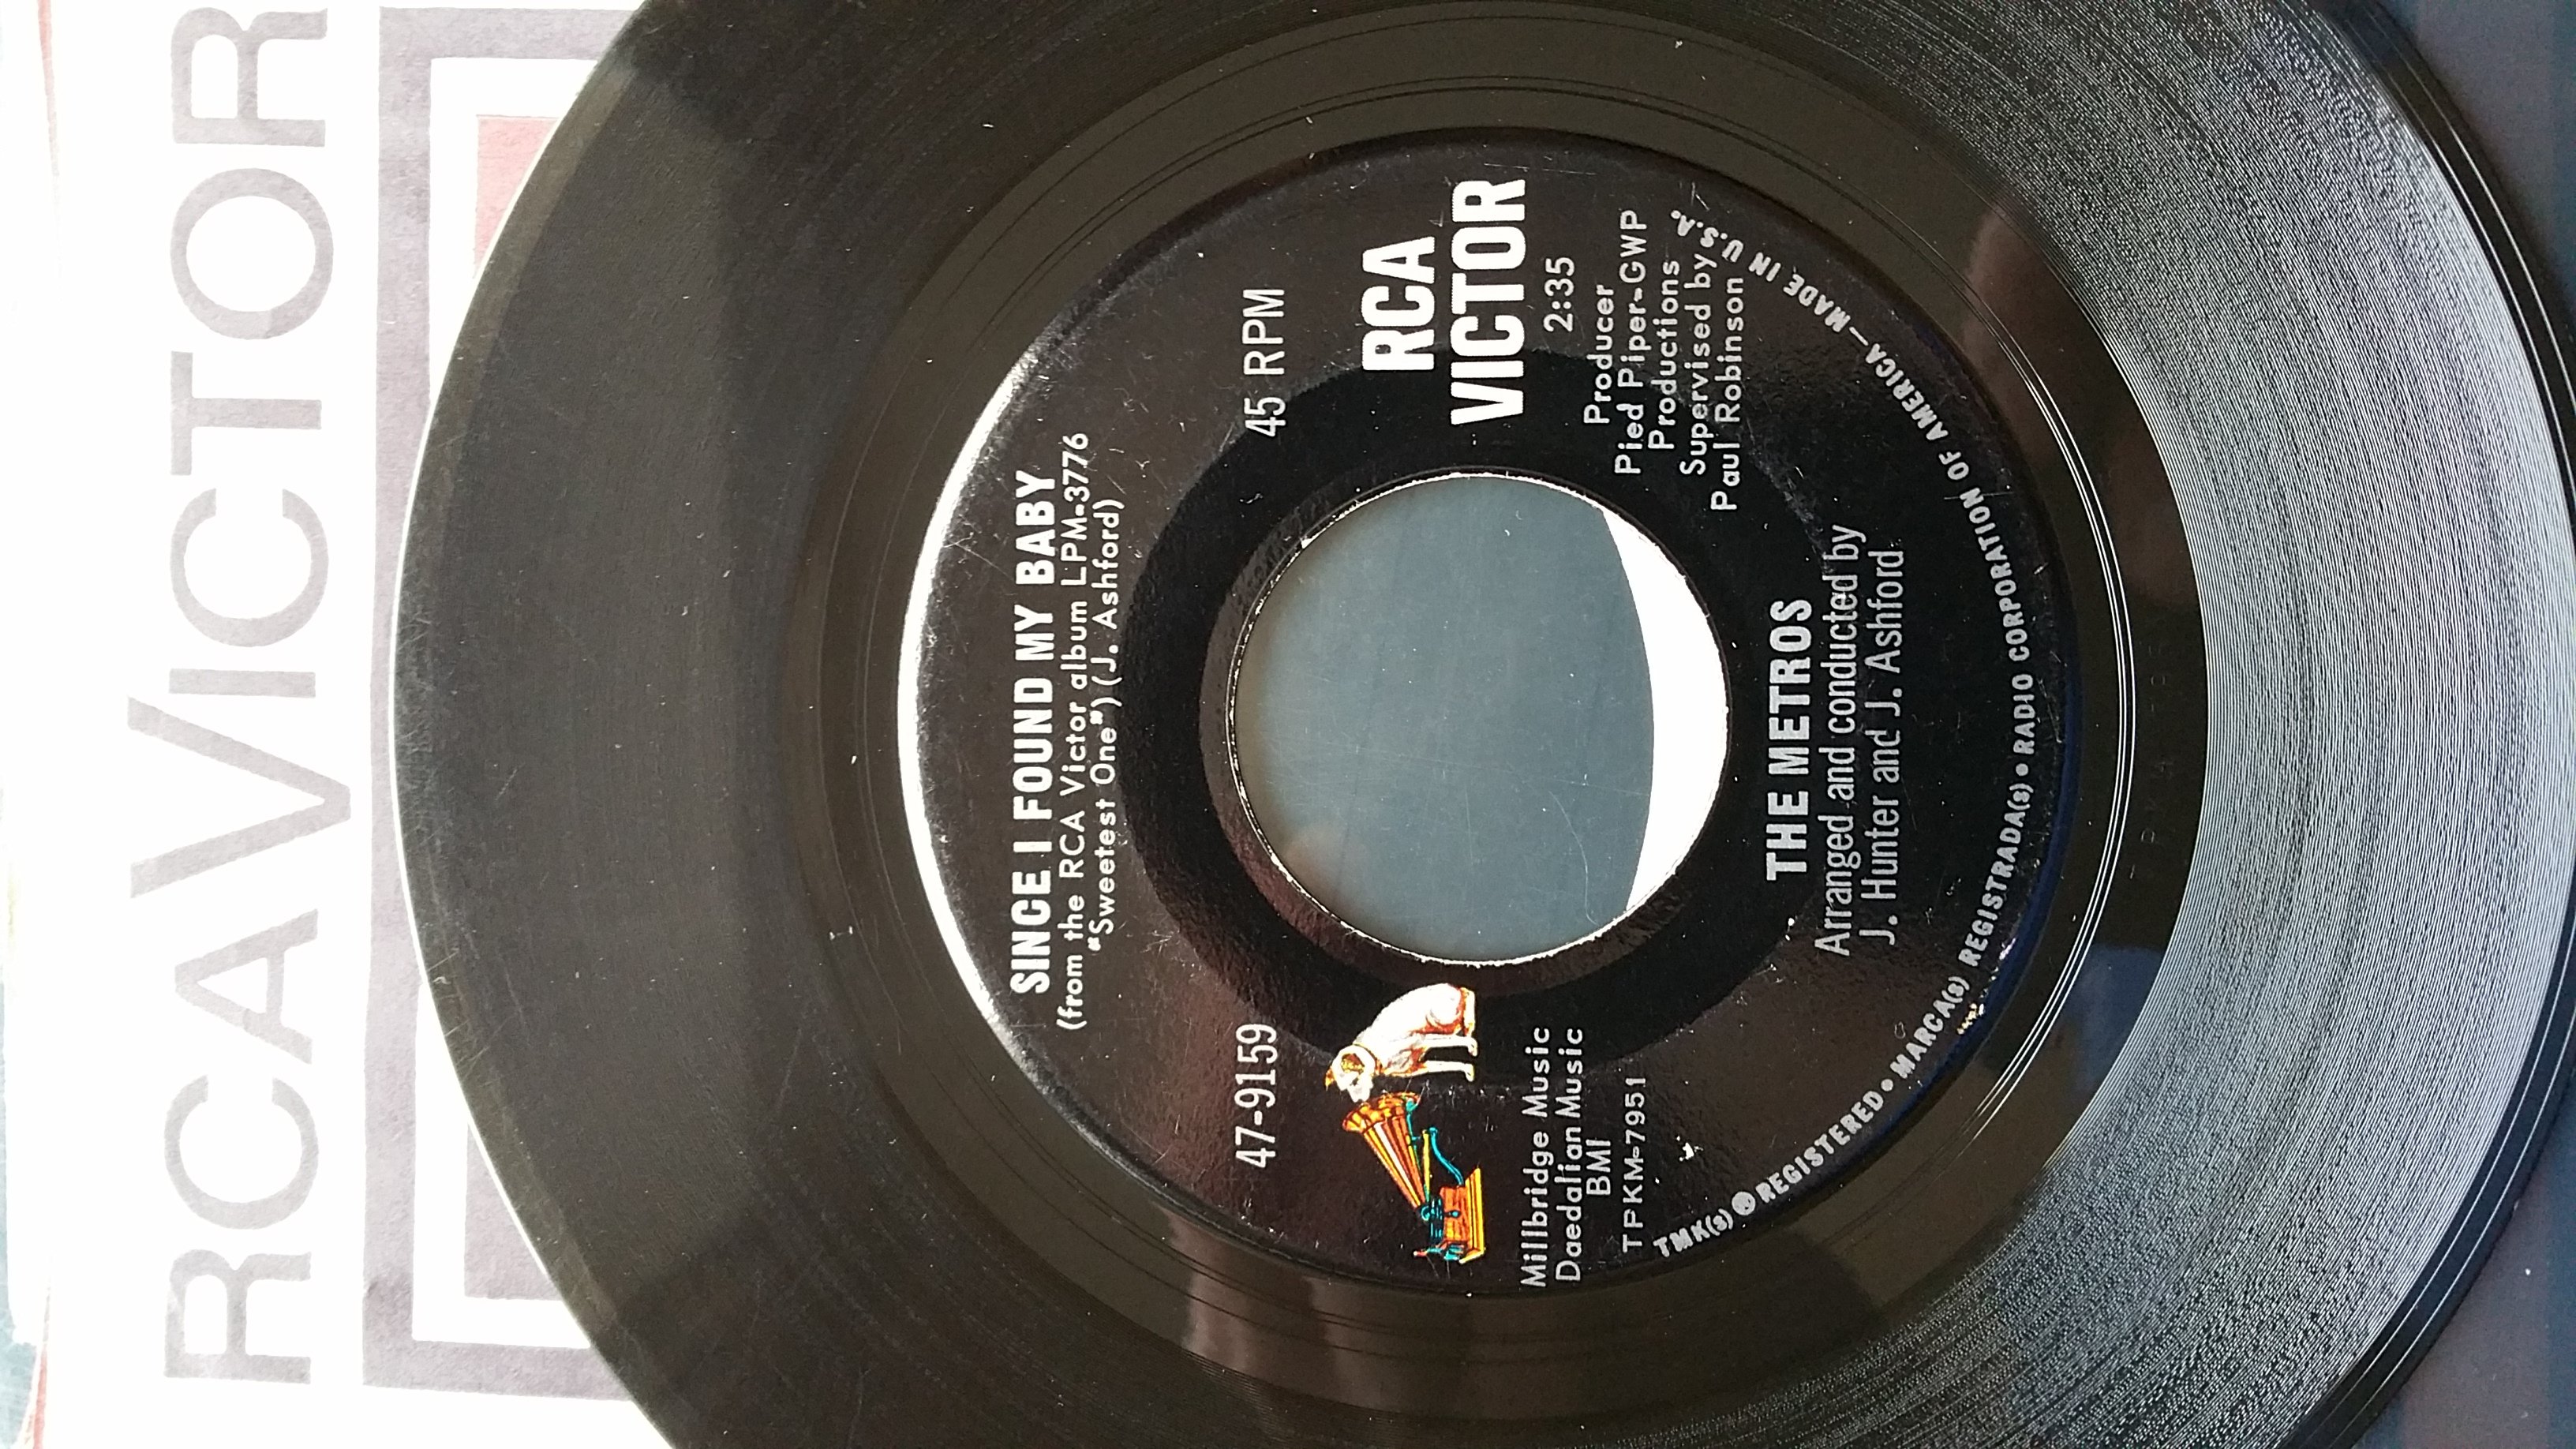 RCA VICTOR
SINCE I FOUND MY BABY
(from the RCA Victor album LPM-3776
"Sweetest One") (J. Ashford)
47-9159
45 RPM
RCA
VICTOR
2:35
Millbridge Music
Daedalian Music
BMI
TPKM-7951
Producer
Pied Piper-GWP
Productions
Supervised by
Paul Robinson
THE METROS
Arranged and conducted by
J. Hunter and J. Ashford
TMK(s) ® REGISTERED • MARCA(s) REGISTRADA(s) • RADIO CORPORATION OF AMERICA—MADE IN U.S.A.